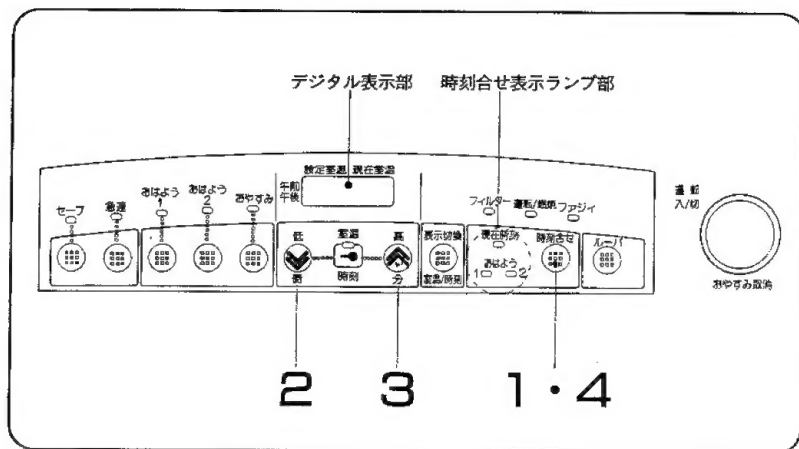 デジタル表示部 時刻合せ表示ランプ部
設定室温 現在室温
午前
午後
セーブ 急速 おはよう1 おはよう2 おやすみ
フィルター 運転/燃焼 ファジィ
運転
入/切
低 室温 高 表示切換 現在時刻 時刻合せ ルーバ
おはよう
1 2
時 時刻 分 室温/時刻
おやすみ取消
2 3 1・4